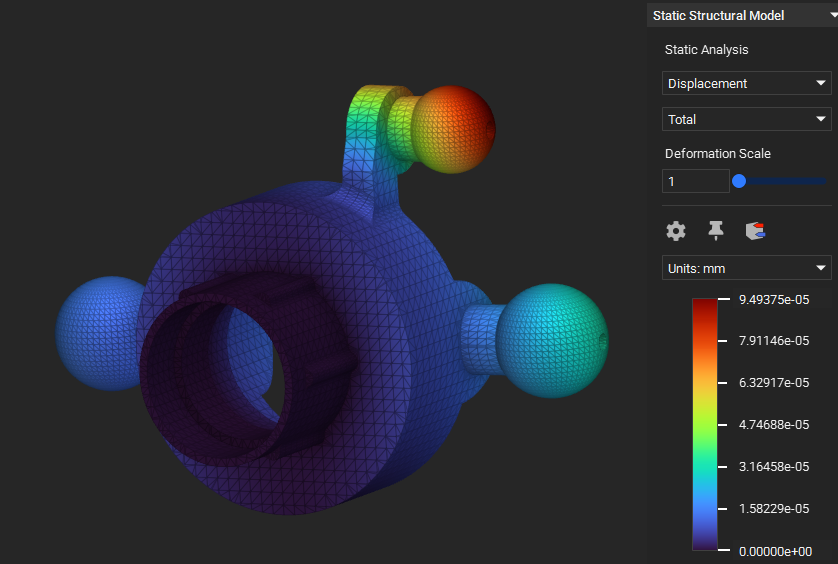 Static Structural Model
Static Analysis
Displacement
Total
Deformation Scale
1
Units: mm
9.49375e-05
7.91146e-05
6.32917e-05
4.74688e-05
3.16458e-05
1.58229e-05
0.00000e+00